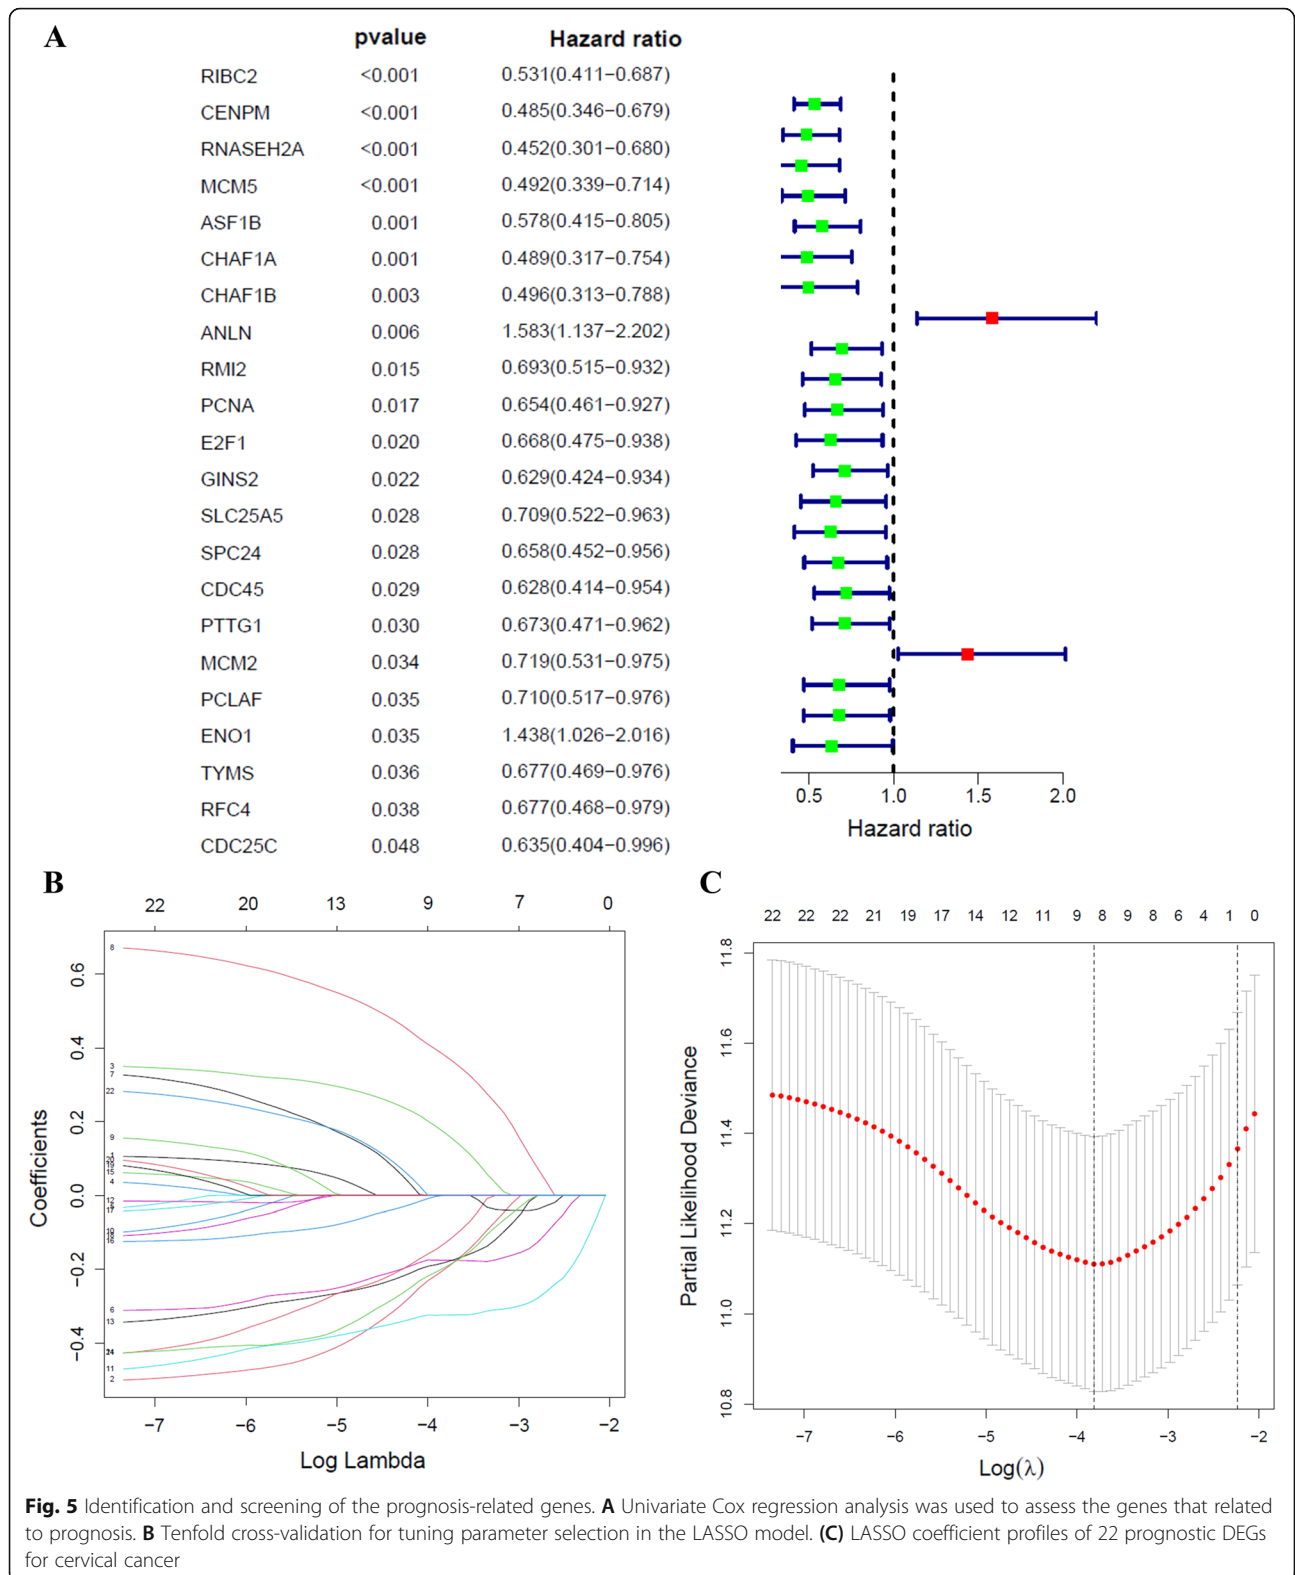 A
pvalue Hazard ratio
RIBC2 <0.001 0.531(0.411−0.687)
CENPM <0.001 0.485(0.346−0.679)
RNASEH2A <0.001 0.452(0.301−0.680)
MCM5 <0.001 0.492(0.339−0.714)
ASF1B 0.001 0.578(0.415−0.805)
CHAF1A 0.001 0.489(0.317−0.754)
CHAF1B 0.003 0.496(0.313−0.788)
ANLN 0.006 1.583(1.137−2.202)
RMI2 0.015 0.693(0.515−0.932)
PCNA 0.017 0.654(0.461−0.927)
E2F1 0.020 0.668(0.475−0.938)
GINS2 0.022 0.629(0.424−0.934)
SLC25A5 0.028 0.709(0.522−0.963)
SPC24 0.028 0.658(0.452−0.956)
CDC45 0.029 0.628(0.414−0.954)
PTTG1 0.030 0.673(0.471−0.962)
MCM2 0.034 0.719(0.531−0.975)
PCLAF 0.035 0.710(0.517−0.976)
ENO1 0.035 1.438(1.026−2.016)
TYMS 0.036 0.677(0.469−0.976)
RFC4 0.038 0.677(0.468−0.979)
CDC25C 0.048 0.635(0.404−0.996)
0.5 1.0 1.5 2.0
Hazard ratio
B
22 20 13 9 7 0
0.6
0.4
0.2
0.0
−0.2
−0.4
Coefficients
8
3
7
22
9
1
15
4
12
17
10
16
6
13
11
2
−7 −6 −5 −4 −3 −2
Log Lambda
C
22 22 22 21 19 17 14 12 11 9 8 9 8 6 4 1 0
11.8
11.6
11.4
11.2
11.0
10.8
Partial Likelihood Deviance
−7 −6 −5 −4 −3 −2
Log(λ)
Fig. 5 Identification and screening of the prognosis-related genes. A Univariate Cox regression analysis was used to assess the genes that related
to prognosis. B Tenfold cross-validation for tuning parameter selection in the LASSO model. (C) LASSO coefficient profiles of 22 prognostic DEGs
for cervical cancer